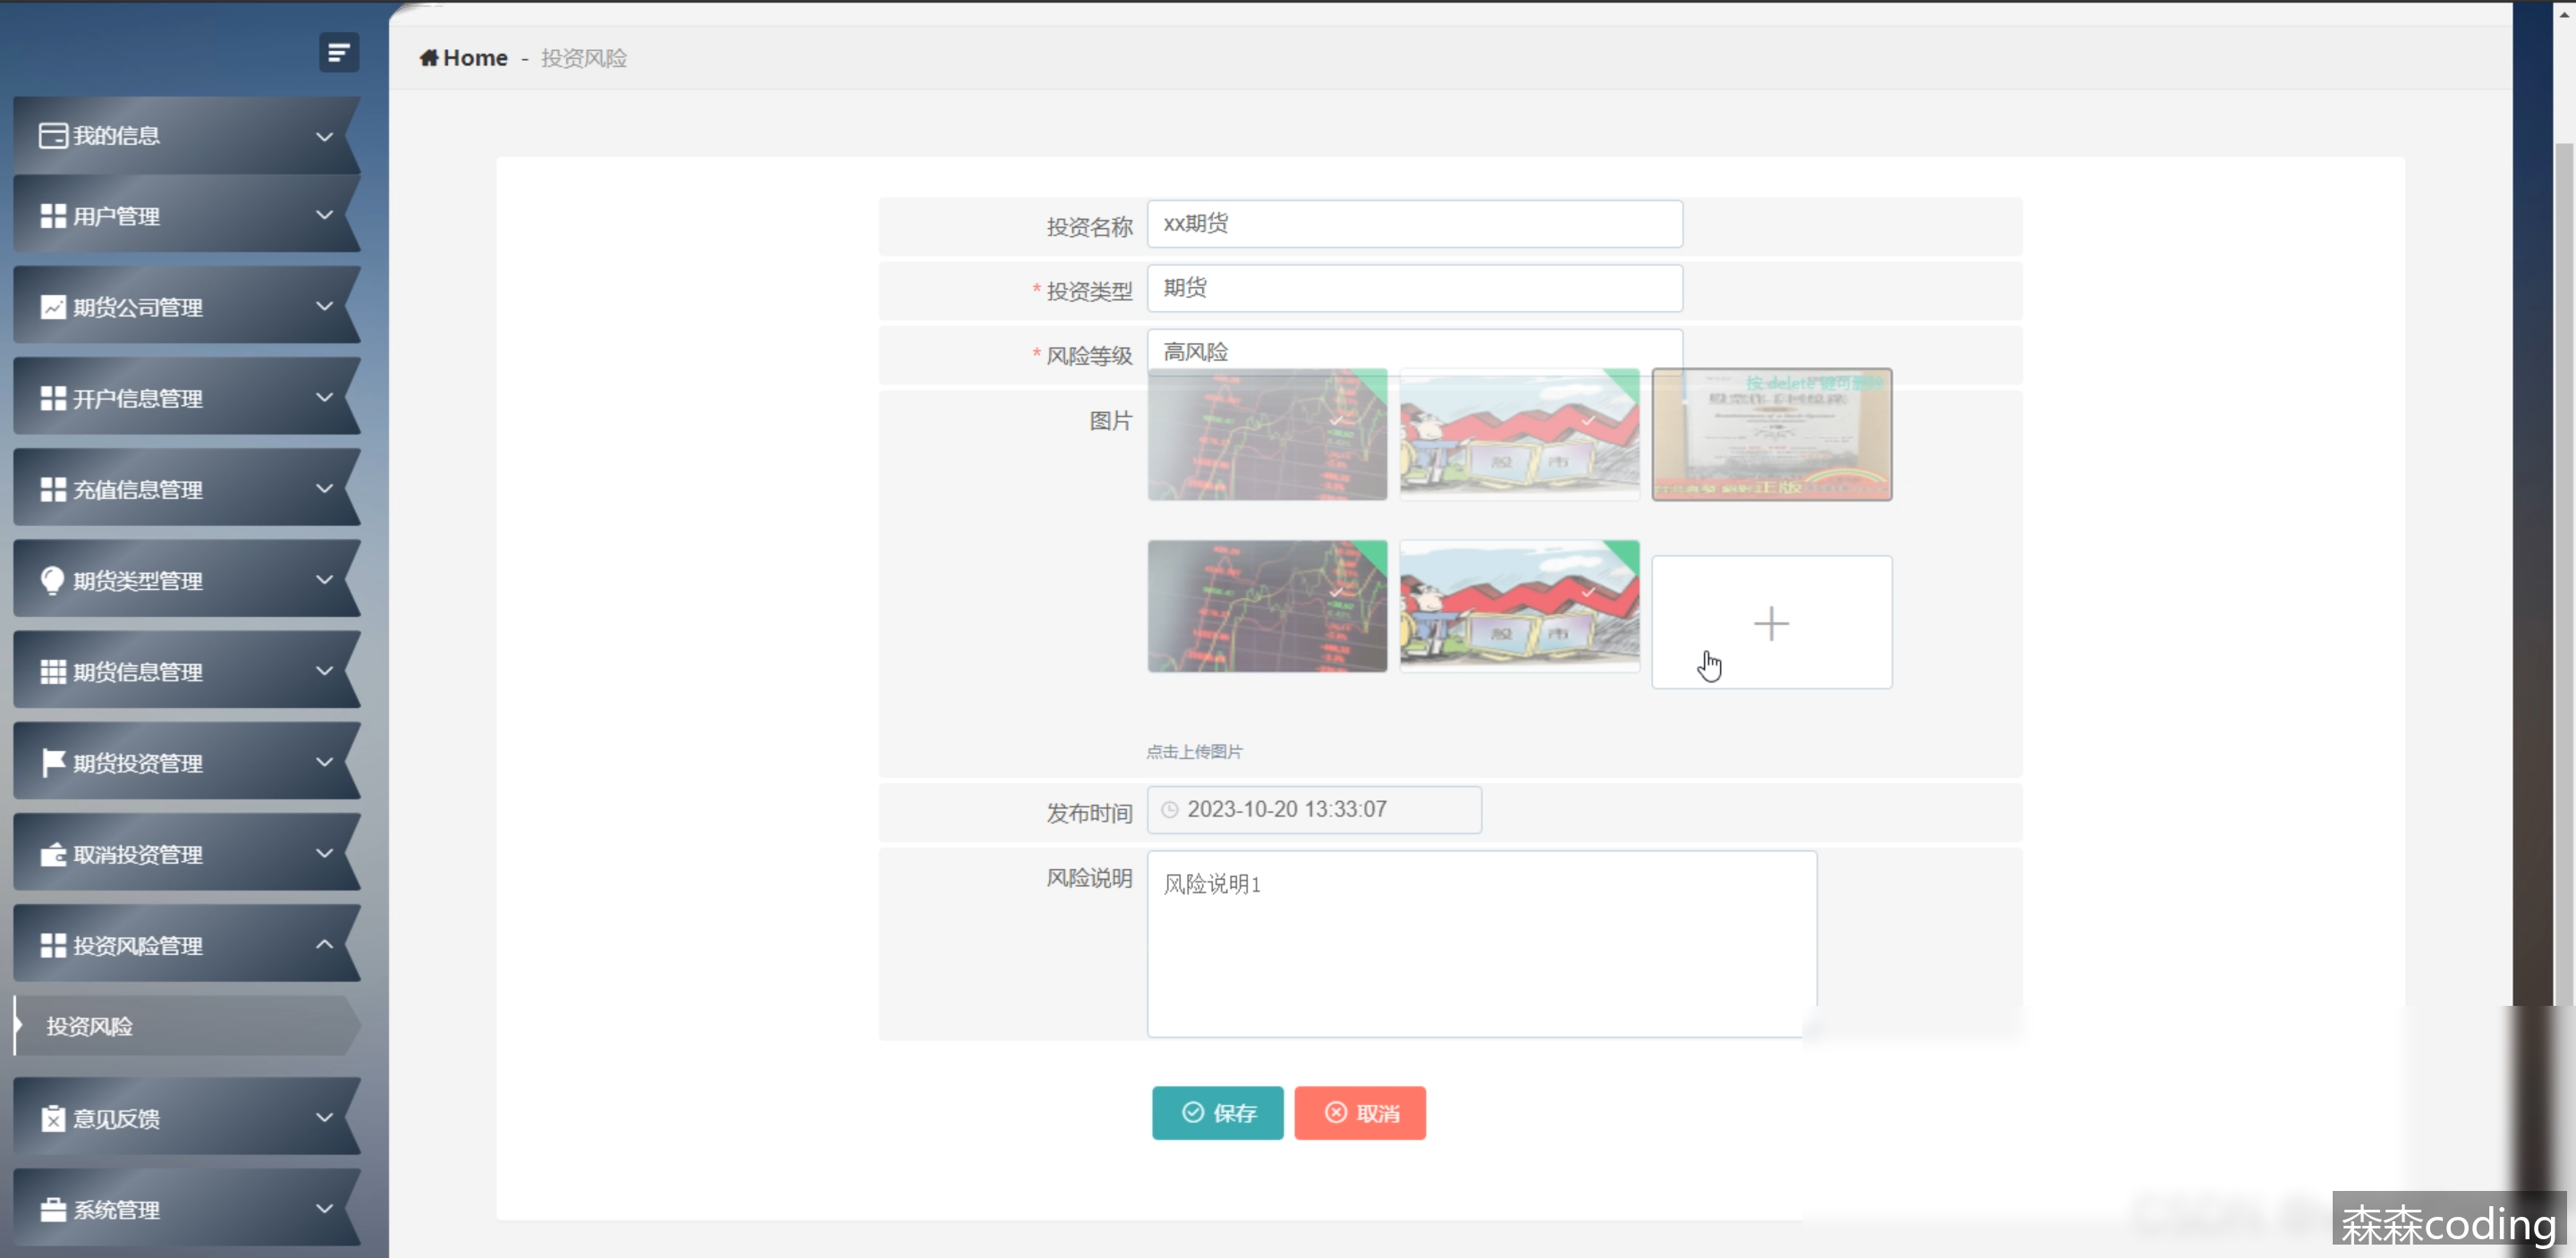 Home - 投资风险
我的信息
用户管理
期货公司管理
开户信息管理
充值信息管理
期货类型管理
期货信息管理
期货投资管理
取消投资管理
投资风险管理
投资风险
意见反馈
系统管理
投资名称 xx期货
* 投资类型 期货
* 风险等级 高风险
图片
按 delete 键可删除
股 市
正版
股 市
点击上传图片
发布时间 2023-10-20 13:33:07
风险说明 风险说明1
保存 取消
森森coding